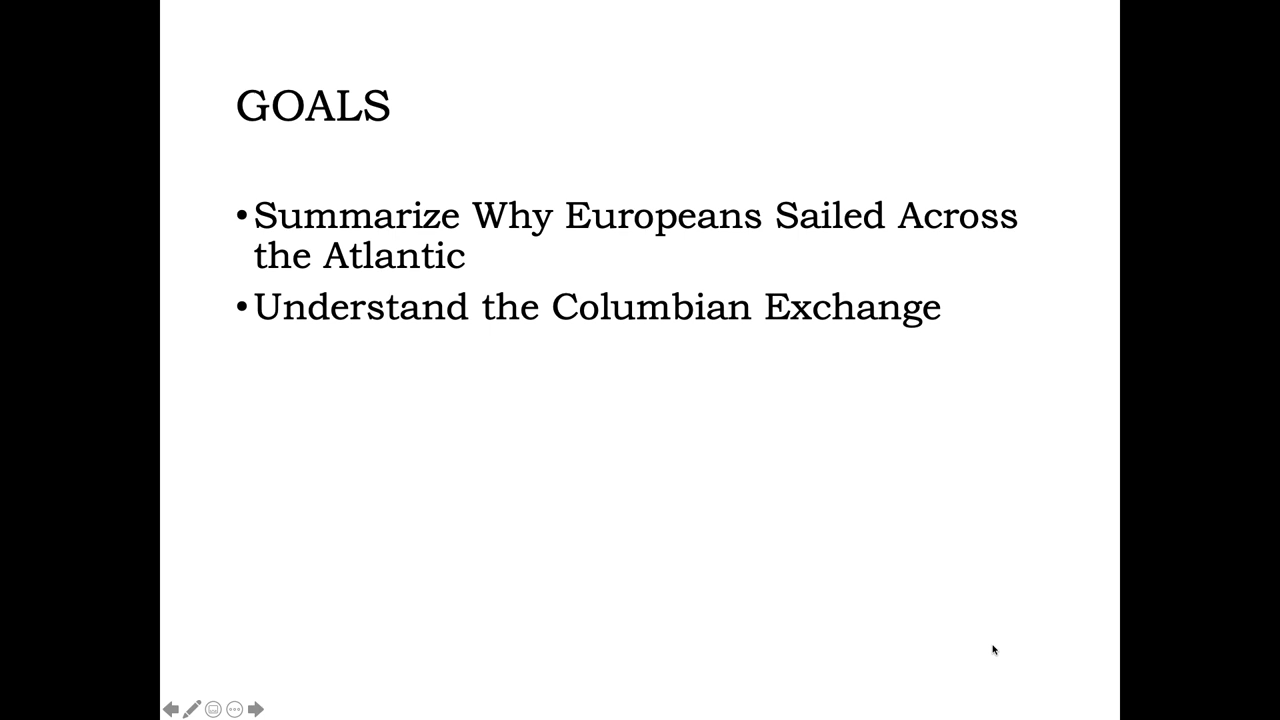 GOALS
• Summarize Why Europeans Sailed Across
the Atlantic
• Understand the Columbian Exchange